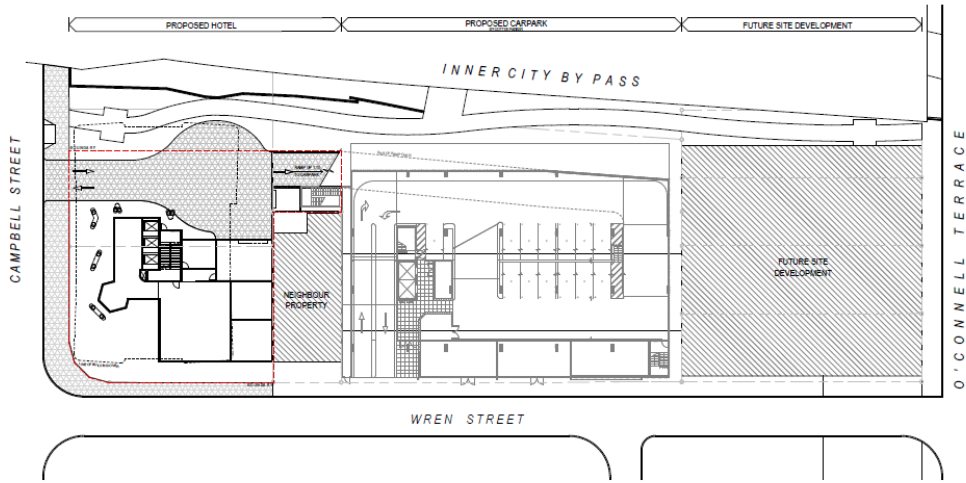 PROPOSED HOTEL
PROPOSED CARPARK
FUTURE SITE DEVELOPMENT
INNER CITY BY PASS
CAMPBELL STREET
NEIGHBOUR
PROPERTY
FUTURE SITE
DEVELOPMENT
O'CONNELL TERRACE
WREN STREET